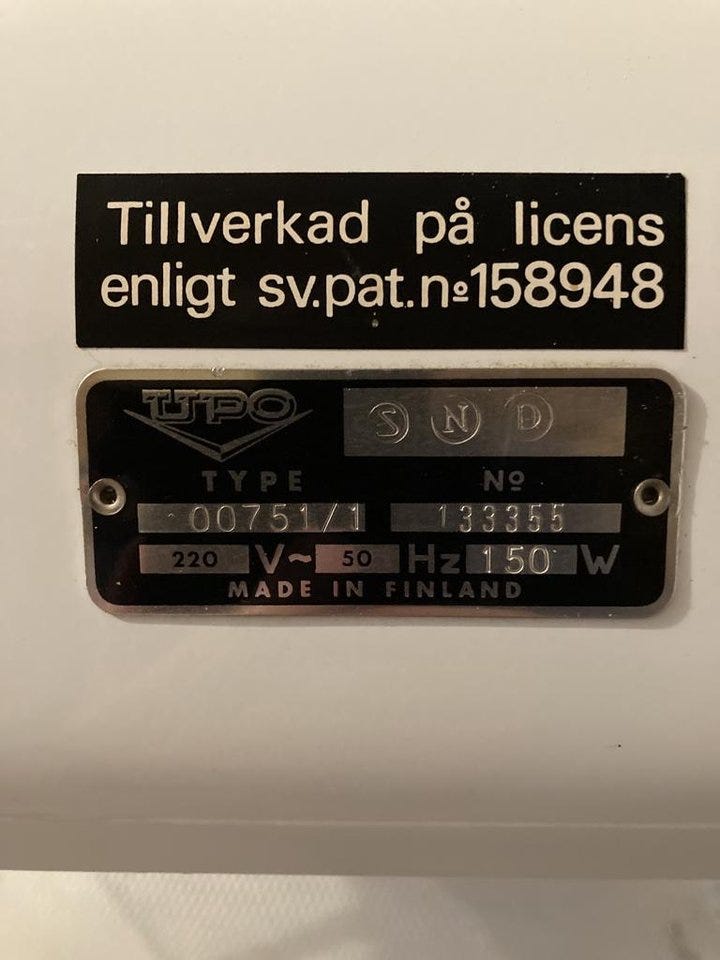 Tillverkad på licens
enligt sv.pat.nº158948
UPO
S N D
TYPE Nº
00751/1 133355
220 V~ 50 Hz 150 W
MADE IN FINLAND